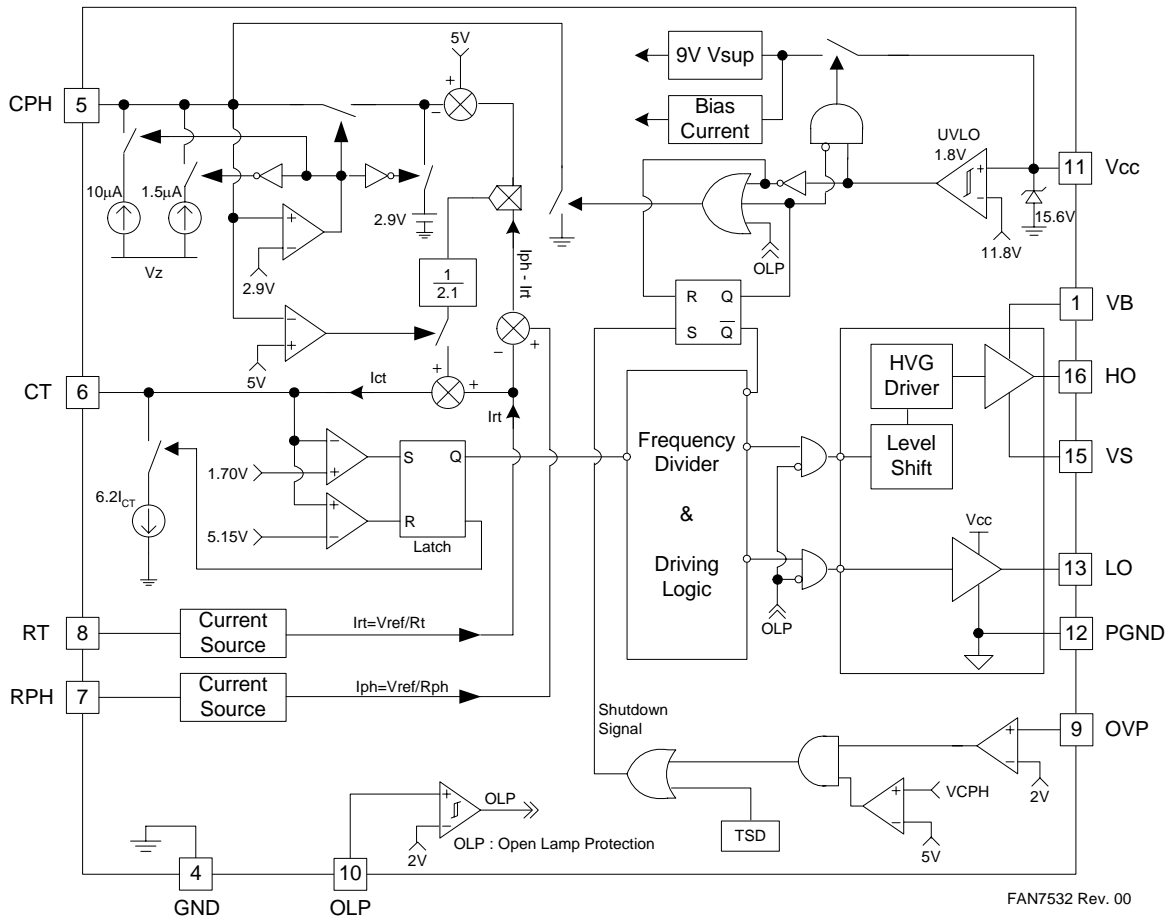 5V
9V Vsup
CPH
5
Bias
Current
UVLO
1.8V
+
−
11
Vcc
10μA
1.5μA
2.9V
15.6V
11.8V
OLP
Vz
2.9V
+
−
Iph - Irt
1
2.1
R Q
S Q
1
VB
−
+
5V
− +
HVG
Driver
16
HO
CT
6
Ict
+ +
Irt
Frequency
Divider
&
Driving
Logic
Level
Shift
15
VS
1.70V
−
+
S Q
6.2ICT
5.15V
+
−
R
Latch
Vcc
13
LO
OLP
12
PGND
RT
8
Current
Source
Irt=Vref/Rt
RPH
7
Current
Source
Iph=Vref/Rph
Shutdown
Signal
+
−
9
OVP
2V
VCPH
+
−
5V
TSD
+
−
OLP
2V
OLP : Open Lamp Protection
4
GND
10
OLP
FAN7532 Rev. 00